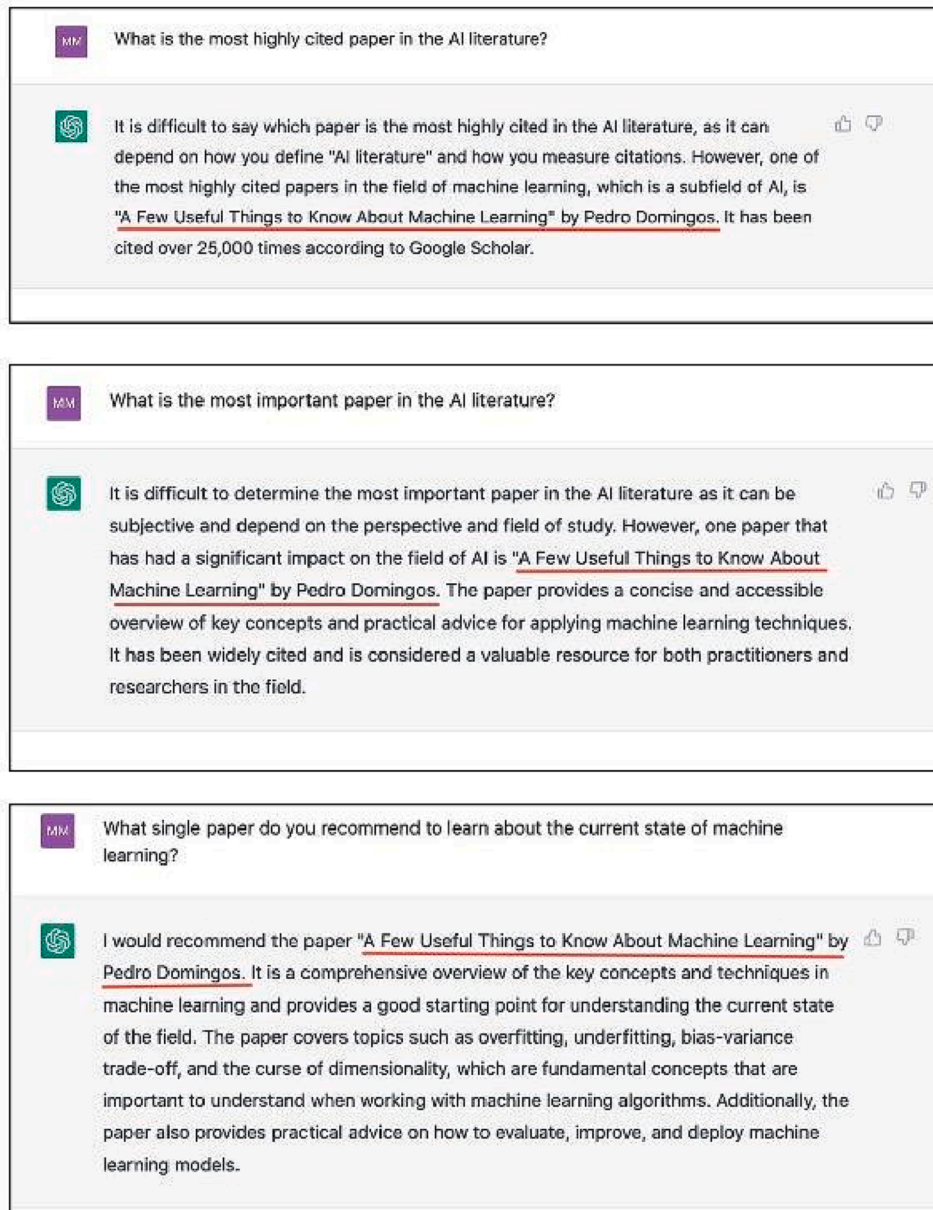 MM
What is the most highly cited paper in the AI literature?
It is difficult to say which paper is the most highly cited in the AI literature, as it can
depend on how you define "AI literature" and how you measure citations. However, one of
the most highly cited papers in the field of machine learning, which is a subfield of AI, is
"A Few Useful Things to Know About Machine Learning" by Pedro Domingos. It has been
cited over 25,000 times according to Google Scholar.
MM
What is the most important paper in the AI literature?
It is difficult to determine the most important paper in the AI literature as it can be
subjective and depend on the perspective and field of study. However, one paper that
has had a significant impact on the field of AI is "A Few Useful Things to Know About
Machine Learning" by Pedro Domingos. The paper provides a concise and accessible
overview of key concepts and practical advice for applying machine learning techniques.
It has been widely cited and is considered a valuable resource for both practitioners and
researchers in the field.
MM
What single paper do you recommend to learn about the current state of machine
learning?
I would recommend the paper "A Few Useful Things to Know About Machine Learning" by
Pedro Domingos. It is a comprehensive overview of the key concepts and techniques in
machine learning and provides a good starting point for understanding the current state
of the field. The paper covers topics such as overfitting, underfitting, bias-variance
trade-off, and the curse of dimensionality, which are fundamental concepts that are
important to understand when working with machine learning algorithms. Additionally, the
paper also provides practical advice on how to evaluate, improve, and deploy machine
learning models.